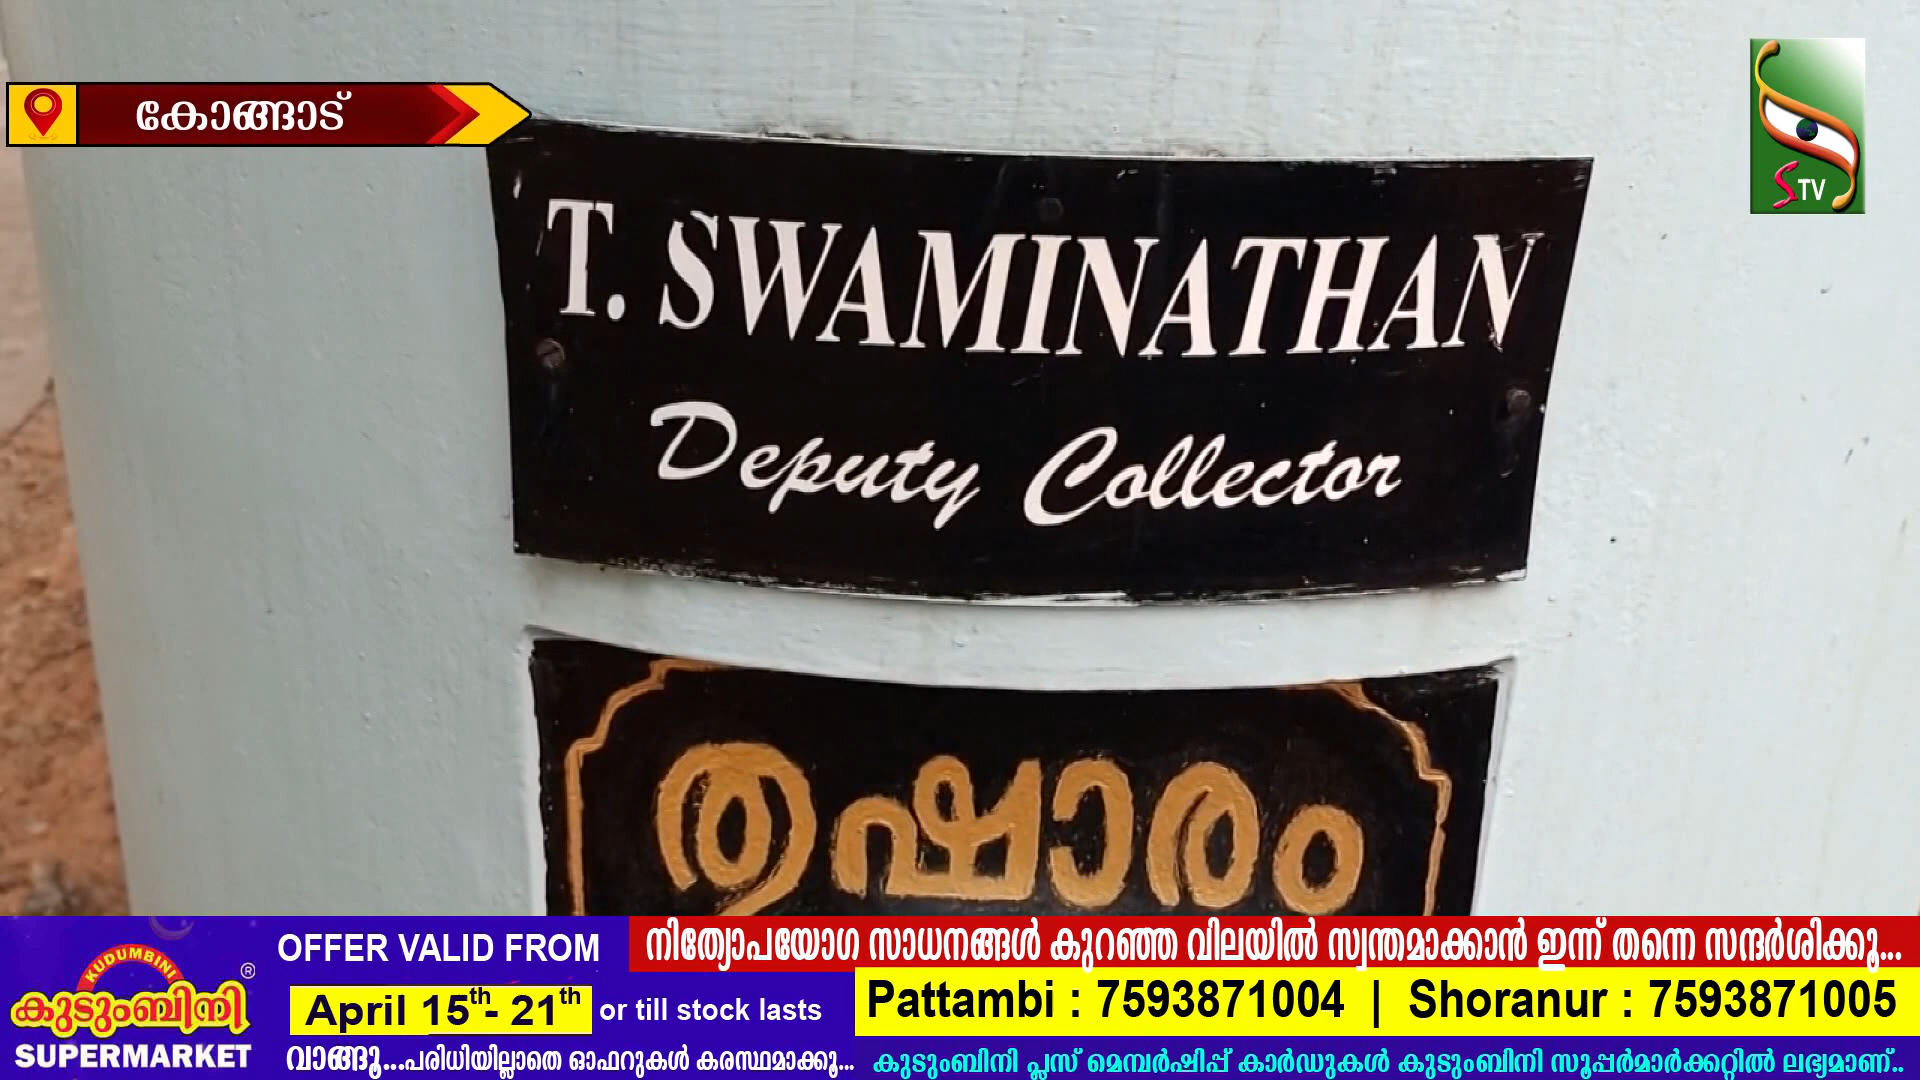 കോങ്ങാട്
STV
T. SWAMINATHAN
Deputy Collector
തുഷാരം
KUDUMBINI
കുടുംബിനി ®
SUPERMARKET
OFFER VALID FROM
April 15th- 21th or till stock lasts
വാങ്ങൂ...പരിധിയില്ലാതെ ഓഫറുകൾ കരസ്ഥമാക്കൂ...
നിത്യോപയോഗ സാധനങ്ങൾ കുറഞ്ഞ വിലയിൽ സ്വന്തമാക്കാൻ ഇന്ന് തന്നെ സന്ദർശിക്കൂ...
Pattambi : 7593871004 | Shoranur : 7593871005
കുടുംബിനി പ്ലസ് മെമ്പർഷിപ്പ് കാർഡുകൾ കുടുംബിനി സൂപ്പർമാർക്കറ്റിൽ ലഭ്യമാണ്..